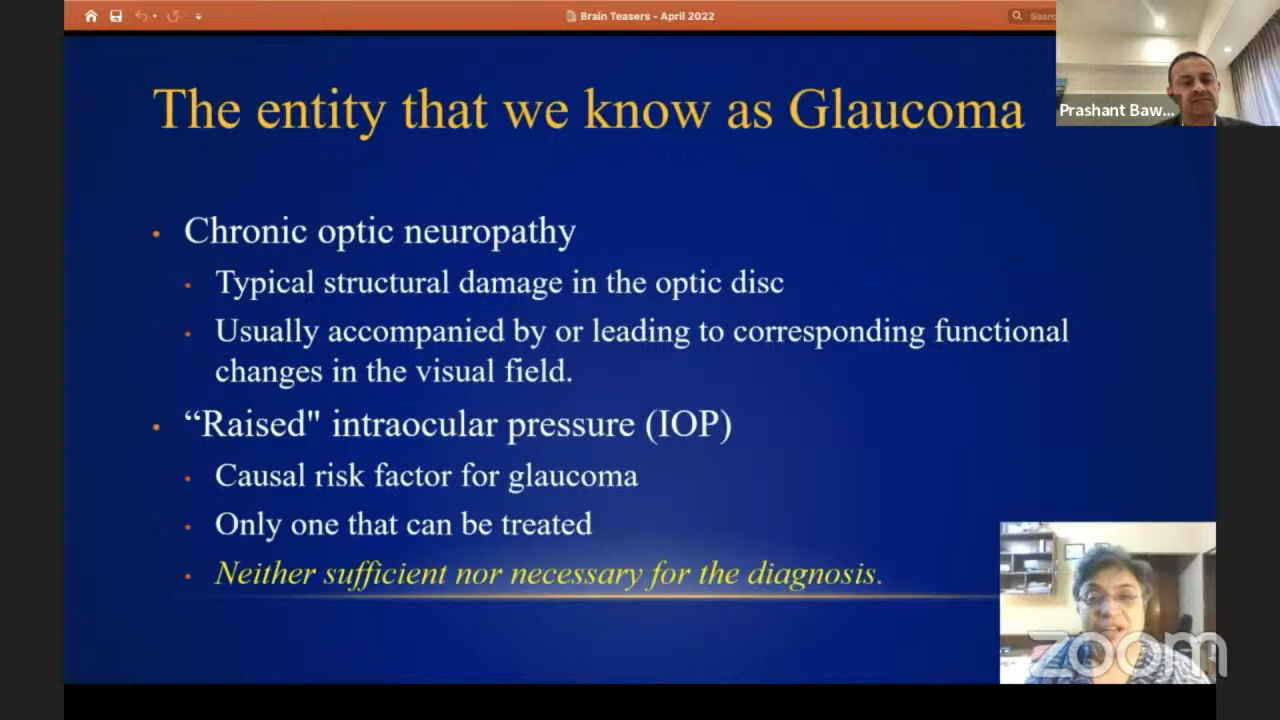 Brain Teasers - April 2022
Sear
Prashant Baw...
The entity that we know as Glaucoma
Chronic optic neuropathy
Typical structural damage in the optic disc
Usually accompanied by or leading to corresponding functional
changes in the visual field.
“Raised" intraocular pressure (IOP)
Causal risk factor for glaucoma
Only one that can be treated
Neither sufficient nor necessary for the diagnosis.
zoom